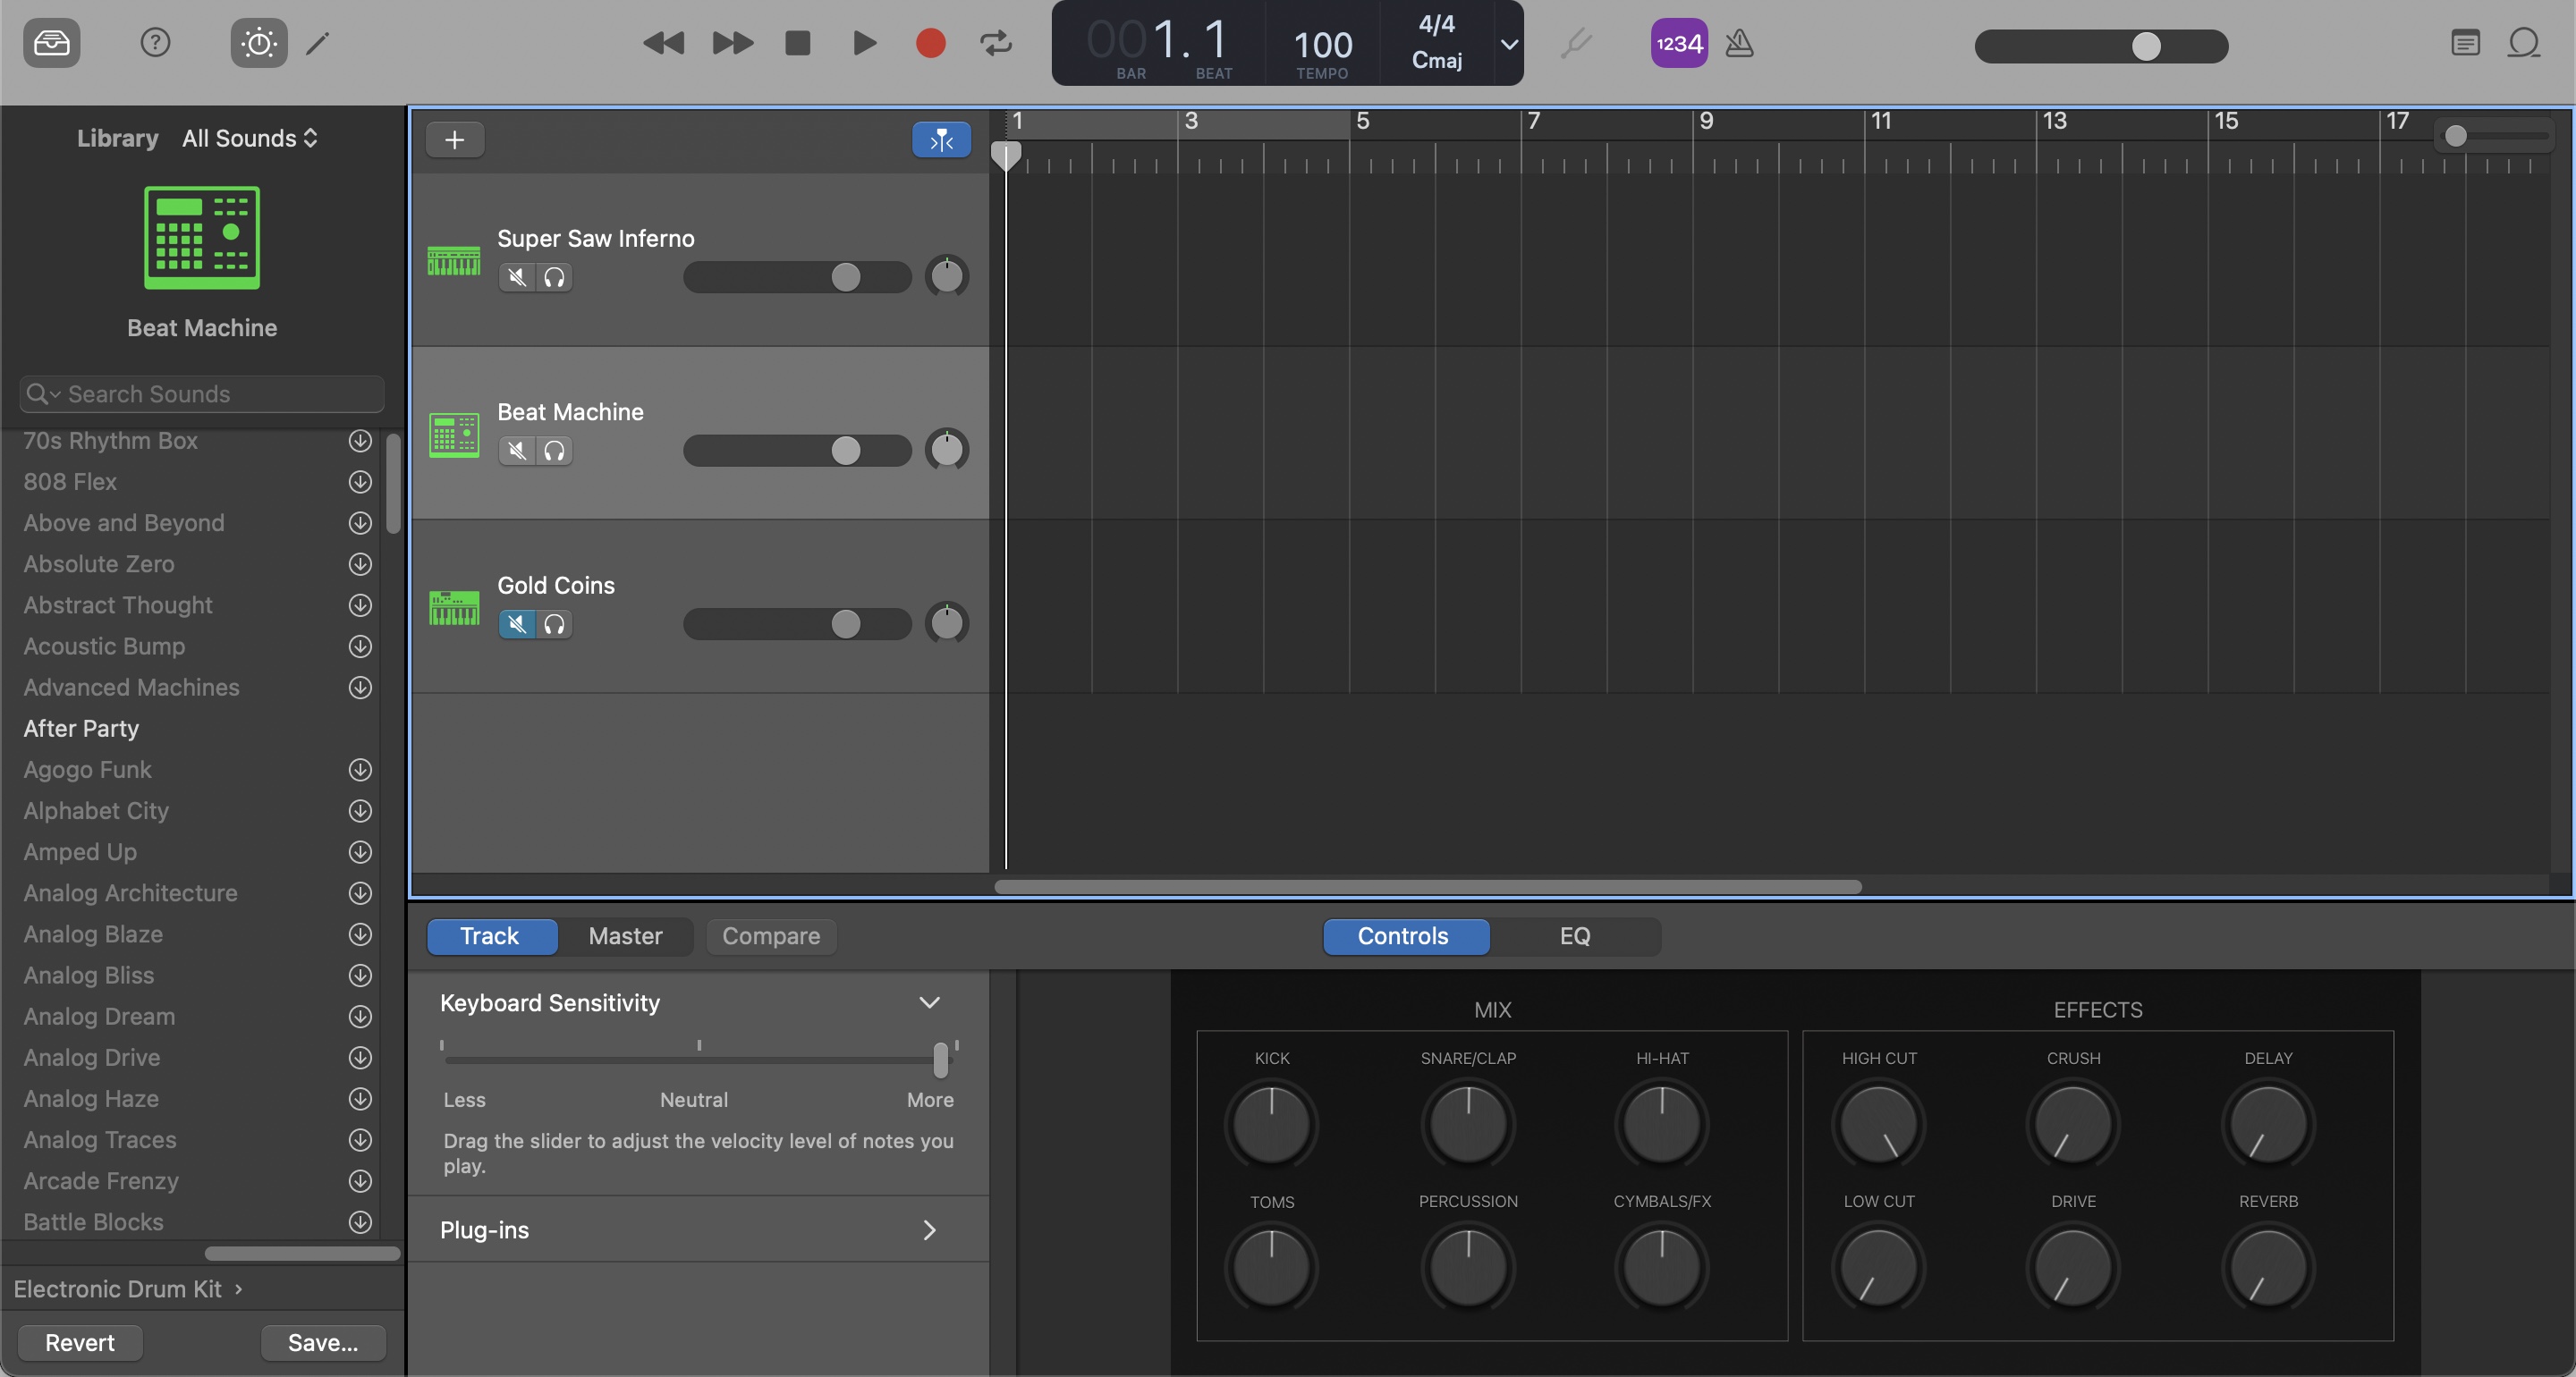 001. 1
BAR BEAT
100
TEMPO
4/4
Cmaj
1234
Library All Sounds
Beat Machine
Search Sounds
70s Rhythm Box
808 Flex
Above and Beyond
Absolute Zero
Abstract Thought
Acoustic Bump
Advanced Machines
After Party
Agogo Funk
Alphabet City
Amped Up
Analog Architecture
Analog Blaze
Analog Bliss
Analog Dream
Analog Drive
Analog Haze
Analog Traces
Arcade Frenzy
Battle Blocks
Electronic Drum Kit ›
Revert Save...
1 3 5 7 9 11 13 15 17
Super Saw Inferno
Beat Machine
Gold Coins
Track Master Compare
Controls EQ
Keyboard Sensitivity
Less Neutral More
Drag the slider to adjust the velocity level of notes you
play.
Plug-ins
MIX
KICK SNARE/CLAP HI-HAT
TOMS PERCUSSION CYMBALS/FX
EFFECTS
HIGH CUT CRUSH DELAY
LOW CUT DRIVE REVERB